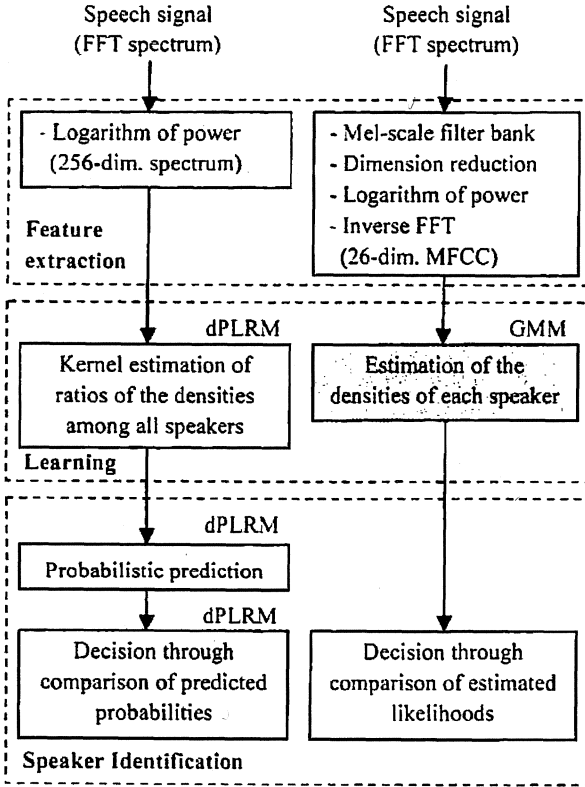 Speech signal
(FFT spectrum)
Speech signal
(FFT spectrum)
- Logarithm of power
(256-dim. spectrum)
- Mel-scale filter bank
- Dimension reduction
- Logarithm of power
- Inverse FFT
(26-dim. MFCC)
Feature
extraction
dPLRM
Kernel estimation of
ratios of the densities
among all speakers
GMM
Estimation of the
densities of each speaker
Learning
dPLRM
Probabilistic prediction
dPLRM
Decision through
comparison of predicted
probabilities
Decision through
comparison of estimated
likelihoods
Speaker Identification